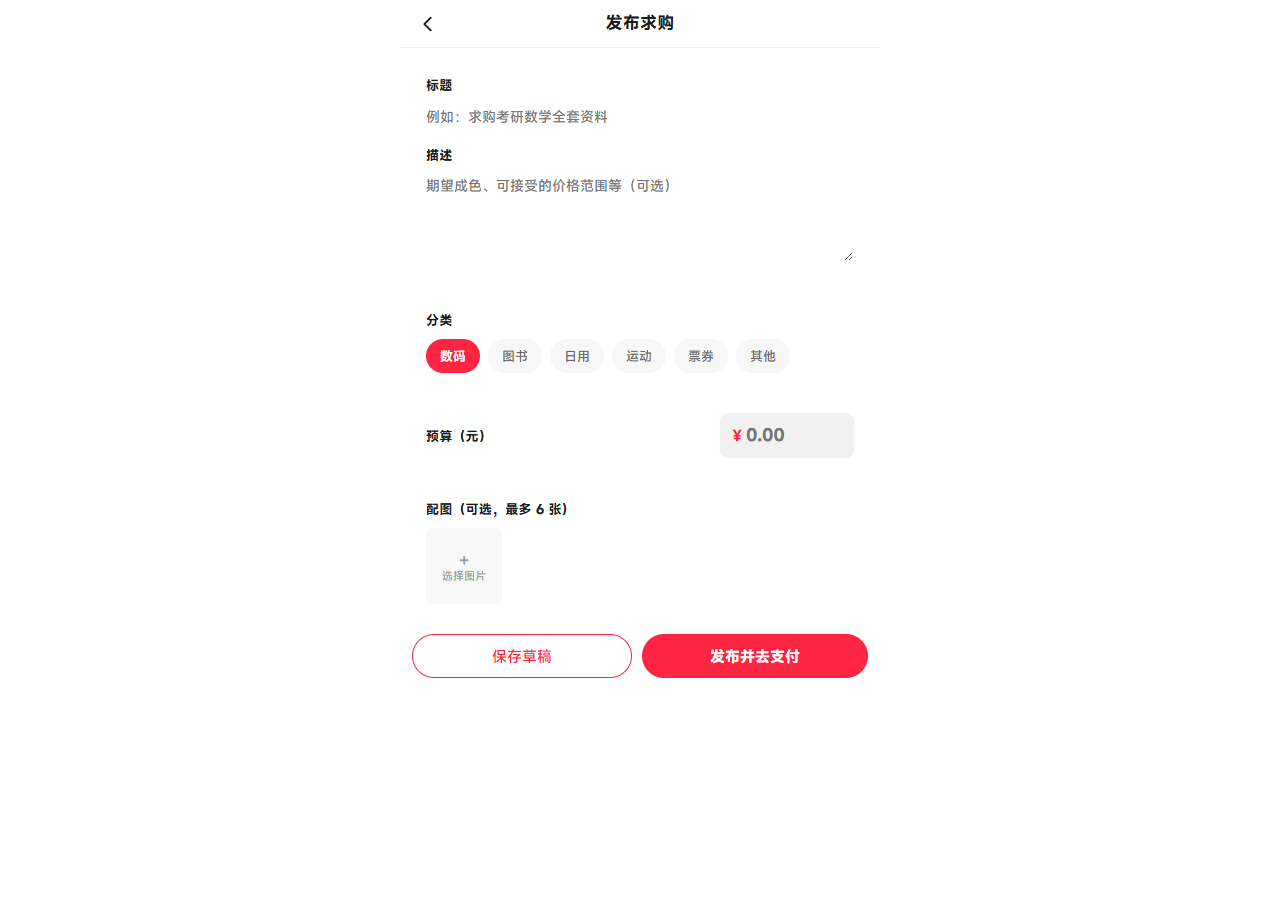 发布求购
标题
例如：求购考研数学全套资料
描述
期望成色、可接受的价格范围等（可选）
分类
数码 图书 日用 运动 票券 其他
预算（元）
¥ 0.00
配图（可选，最多 6 张）
+
选择图片
保存草稿 发布并去支付